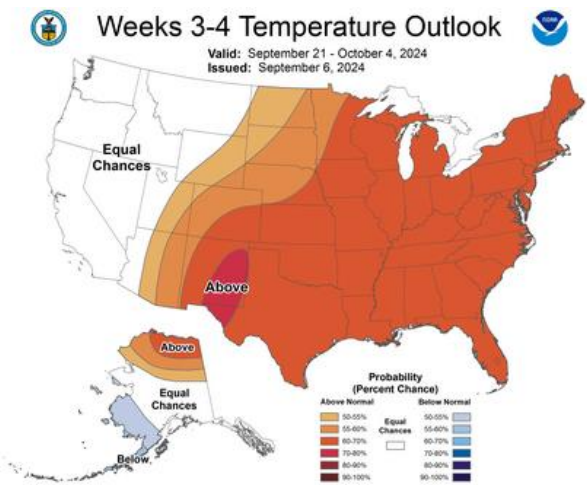 Weeks 3-4 Temperature Outlook
Valid: September 21 - October 4, 2024
Issued: September 6, 2024
NOAA
Equal
Chances
Above
Above
Equal
Chances
Below
Probability
(Percent Chance)
Above Normal
50-55%
55-60%
60-70%
70-80%
80-90%
90-100%
Equal
Chances
Below Normal
50-55%
55-60%
60-70%
70-80%
80-90%
90-100%